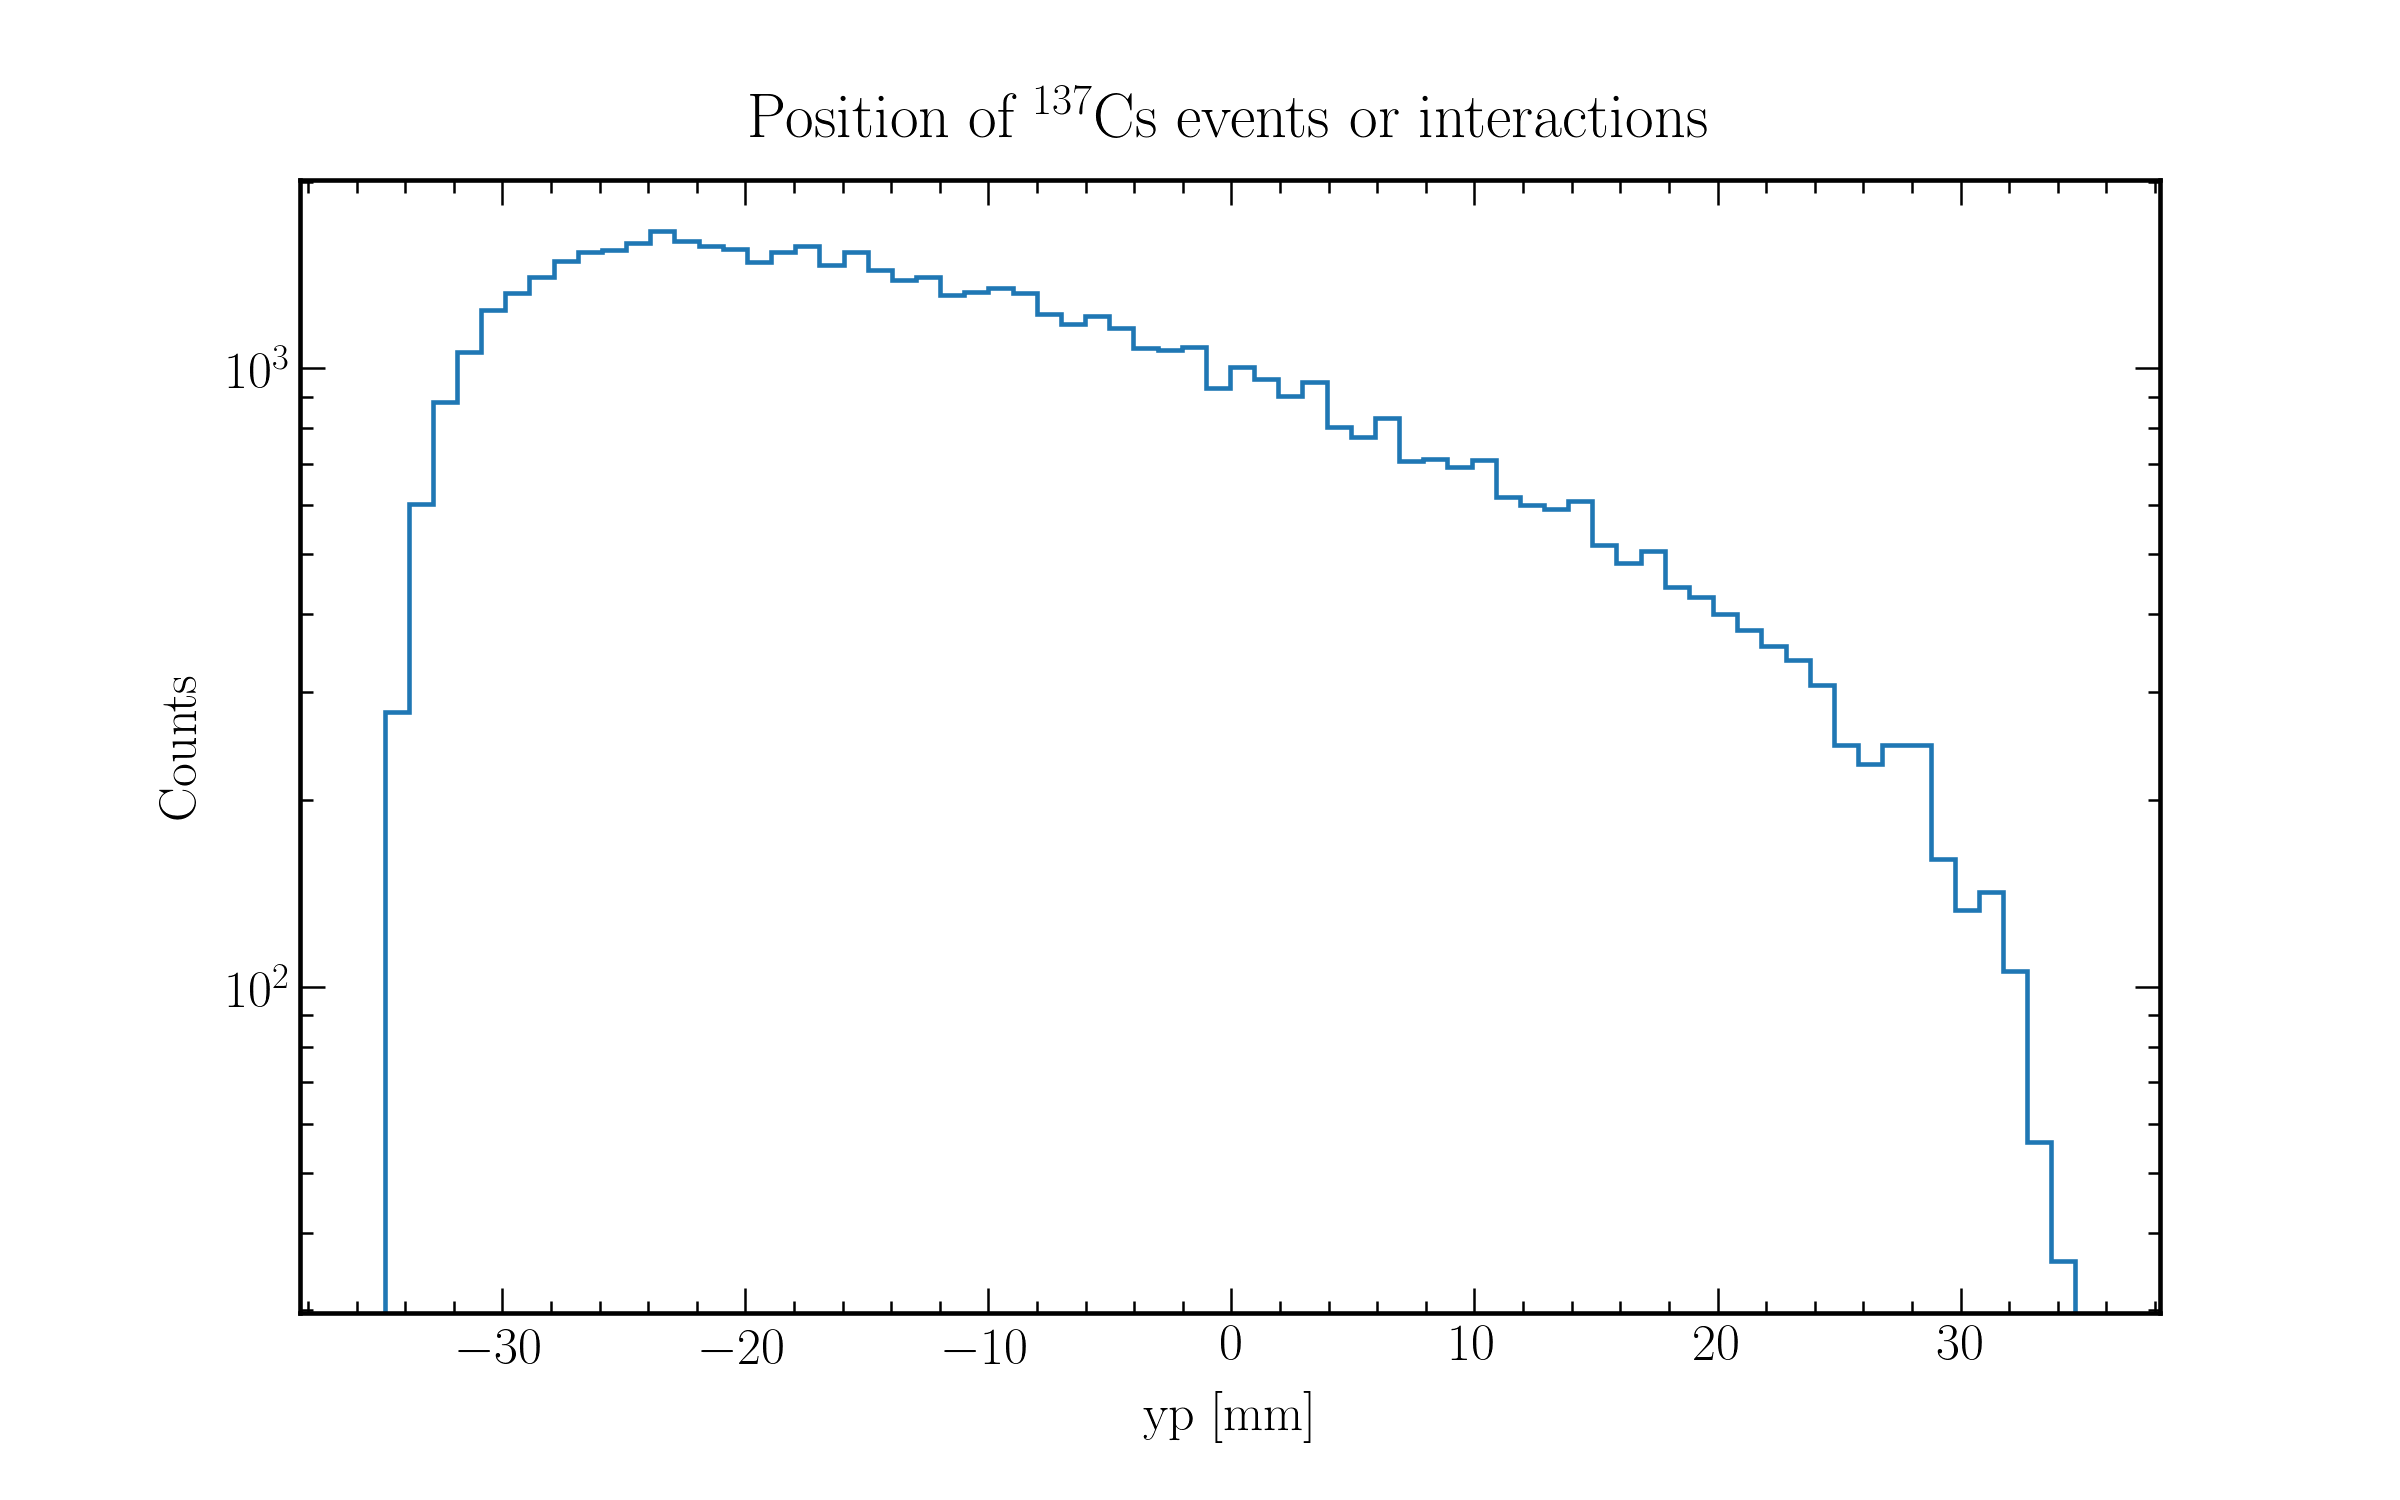 Position of ¹³⁷Cs events or interactions
10³
10²
Counts
−30 −20 −10 0 10 20 30
yp [mm]